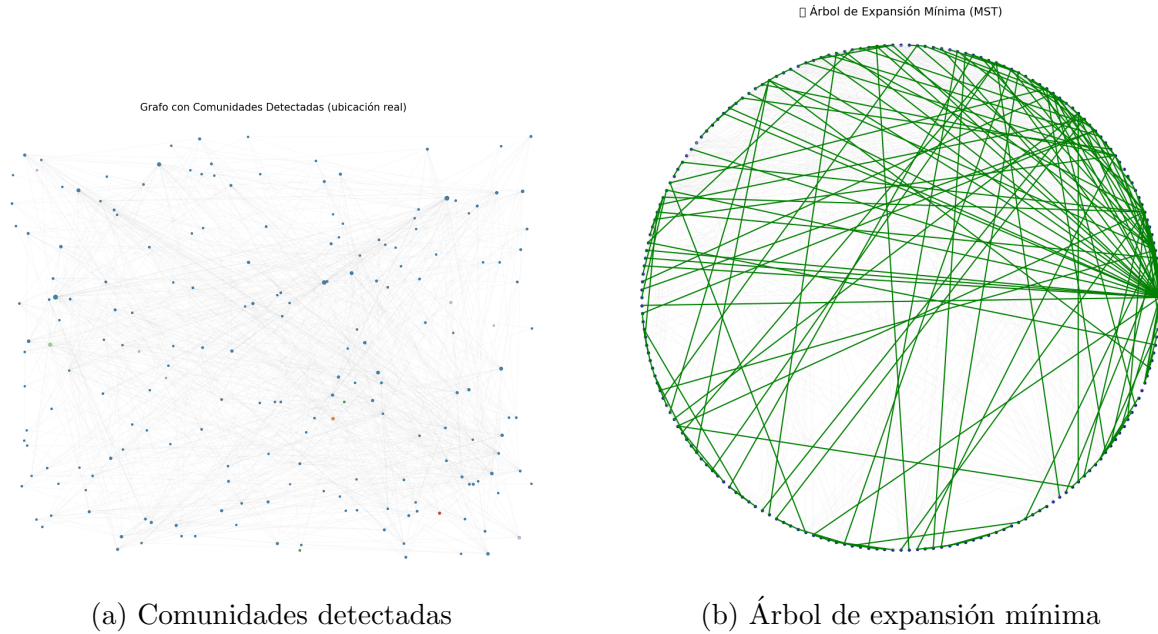 Grafo con Comunidades Detectadas (ubicación real)
▯ Árbol de Expansión Mínima (MST)
(a) Comunidades detectadas
(b) Árbol de expansión mínima